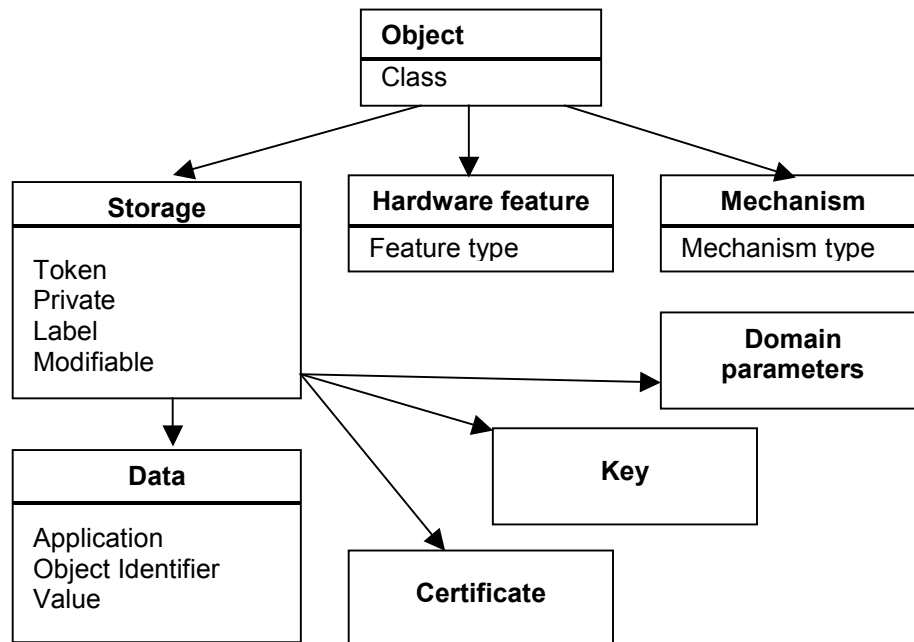 Object
Class
Storage
Token
Private
Label
Modifiable
Hardware feature
Feature type
Mechanism
Mechanism type
Domain
parameters
Key
Data
Application
Object Identifier
Value
Certificate